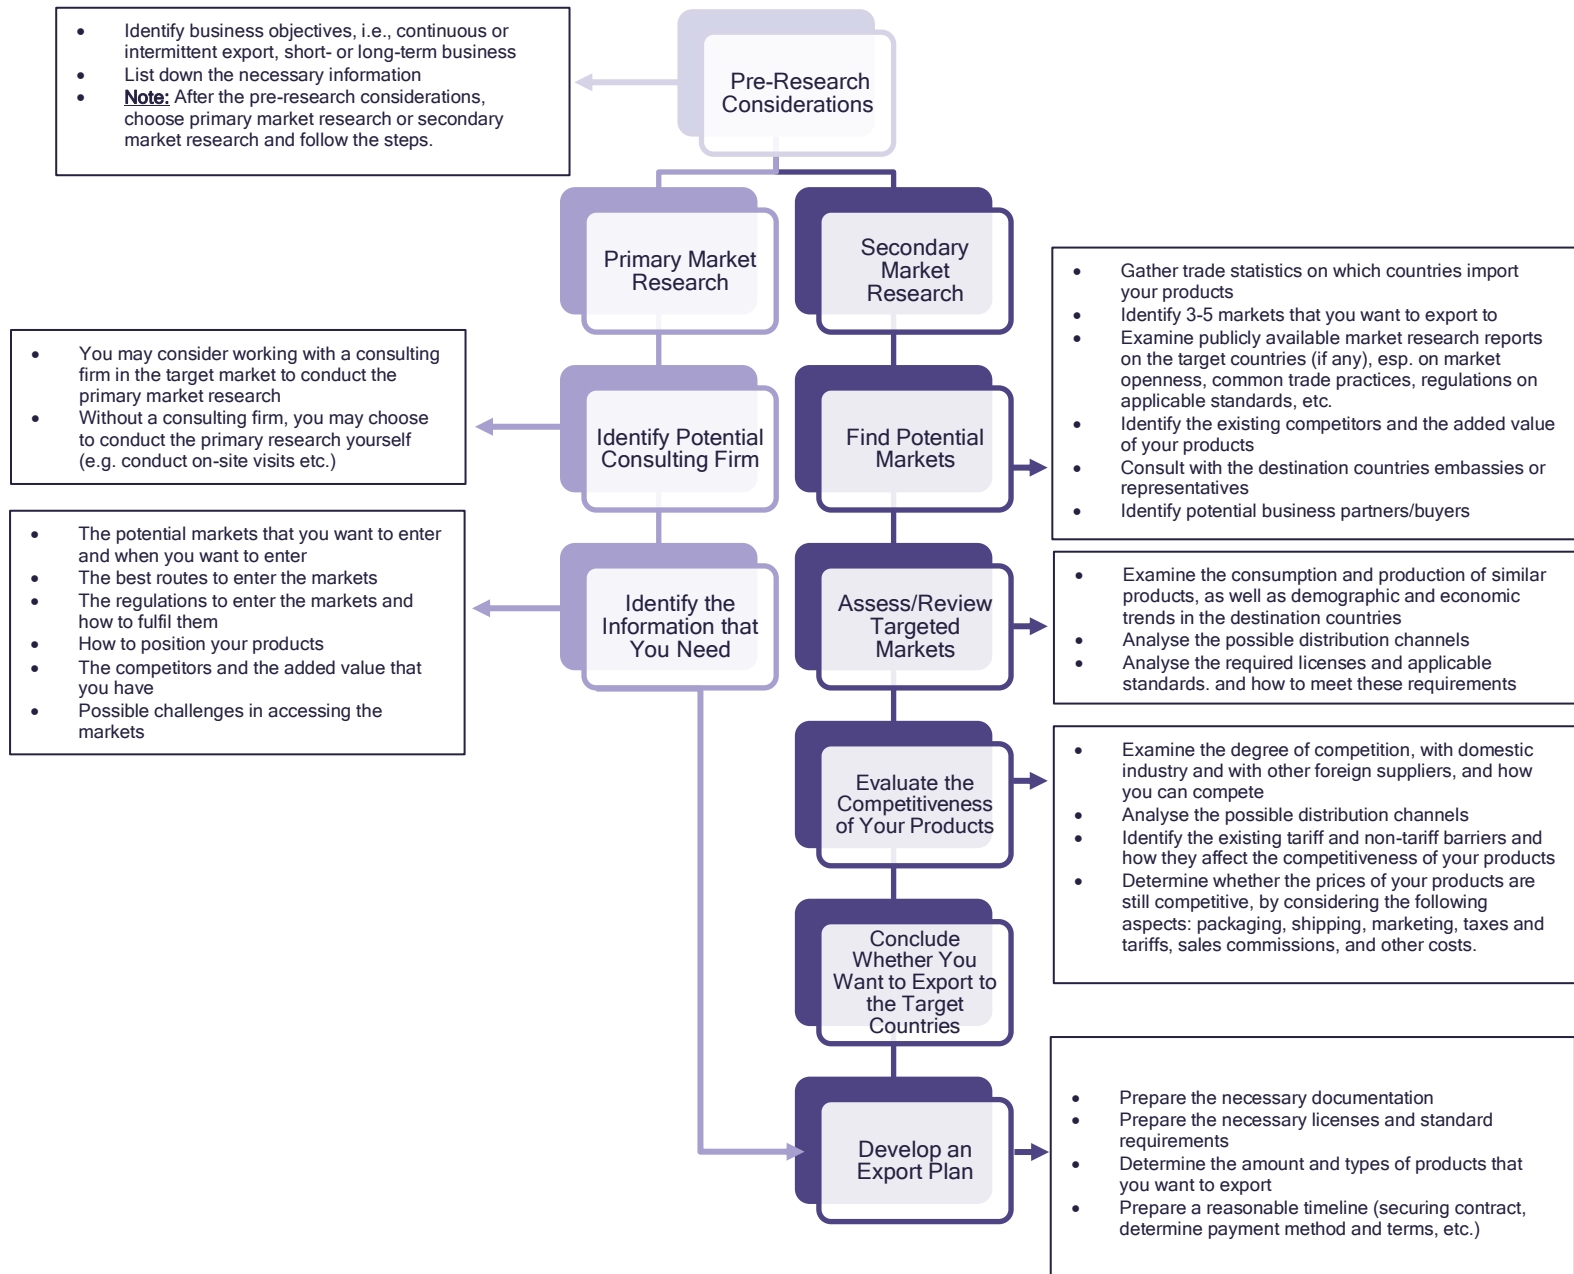 • Identify business objectives, i.e., continuous or
intermittent export, short- or long-term business
• List down the necessary information
• Note: After the pre-research considerations,
choose primary market research or secondary
market research and follow the steps.
Pre-Research
Considerations
Primary Market
Research
Secondary
Market
Research
• You may consider working with a consulting
firm in the target market to conduct the
primary market research
• Without a consulting firm, you may choose
to conduct the primary research yourself
(e.g. conduct on-site visits etc.)
Identify Potential
Consulting Firm
Find Potential
Markets
• Gather trade statistics on which countries import
your products
• Identify 3-5 markets that you want to export to
• Examine publicly available market research reports
on the target countries (if any), esp. on market
openness, common trade practices, regulations on
applicable standards, etc.
• Identify the existing competitors and the added value
of your products
• Consult with the destination countries embassies or
representatives
• Identify potential business partners/buyers
• The potential markets that you want to enter
and when you want to enter
• The best routes to enter the markets
• The regulations to enter the markets and
how to fulfil them
• How to position your products
• The competitors and the added value that
you have
• Possible challenges in accessing the
markets
Identify the
Information that
You Need
Assess/Review
Targeted
Markets
• Examine the consumption and production of similar
products, as well as demographic and economic
trends in the destination countries
• Analyse the possible distribution channels
• Analyse the required licenses and applicable
standards. and how to meet these requirements
Evaluate the
Competitiveness
of Your Products
• Examine the degree of competition, with domestic
industry and with other foreign suppliers, and how
you can compete
• Analyse the possible distribution channels
• Identify the existing tariff and non-tariff barriers and
how they affect the competitiveness of your products
• Determine whether the prices of your products are
still competitive, by considering the following
aspects: packaging, shipping, marketing, taxes and
tariffs, sales commissions, and other costs.
Conclude
Whether You
Want to Export to
the Target
Countries
Develop an
Export Plan
• Prepare the necessary documentation
• Prepare the necessary licenses and standard
requirements
• Determine the amount and types of products that
you want to export
• Prepare a reasonable timeline (securing contract,
determine payment method and terms, etc.)